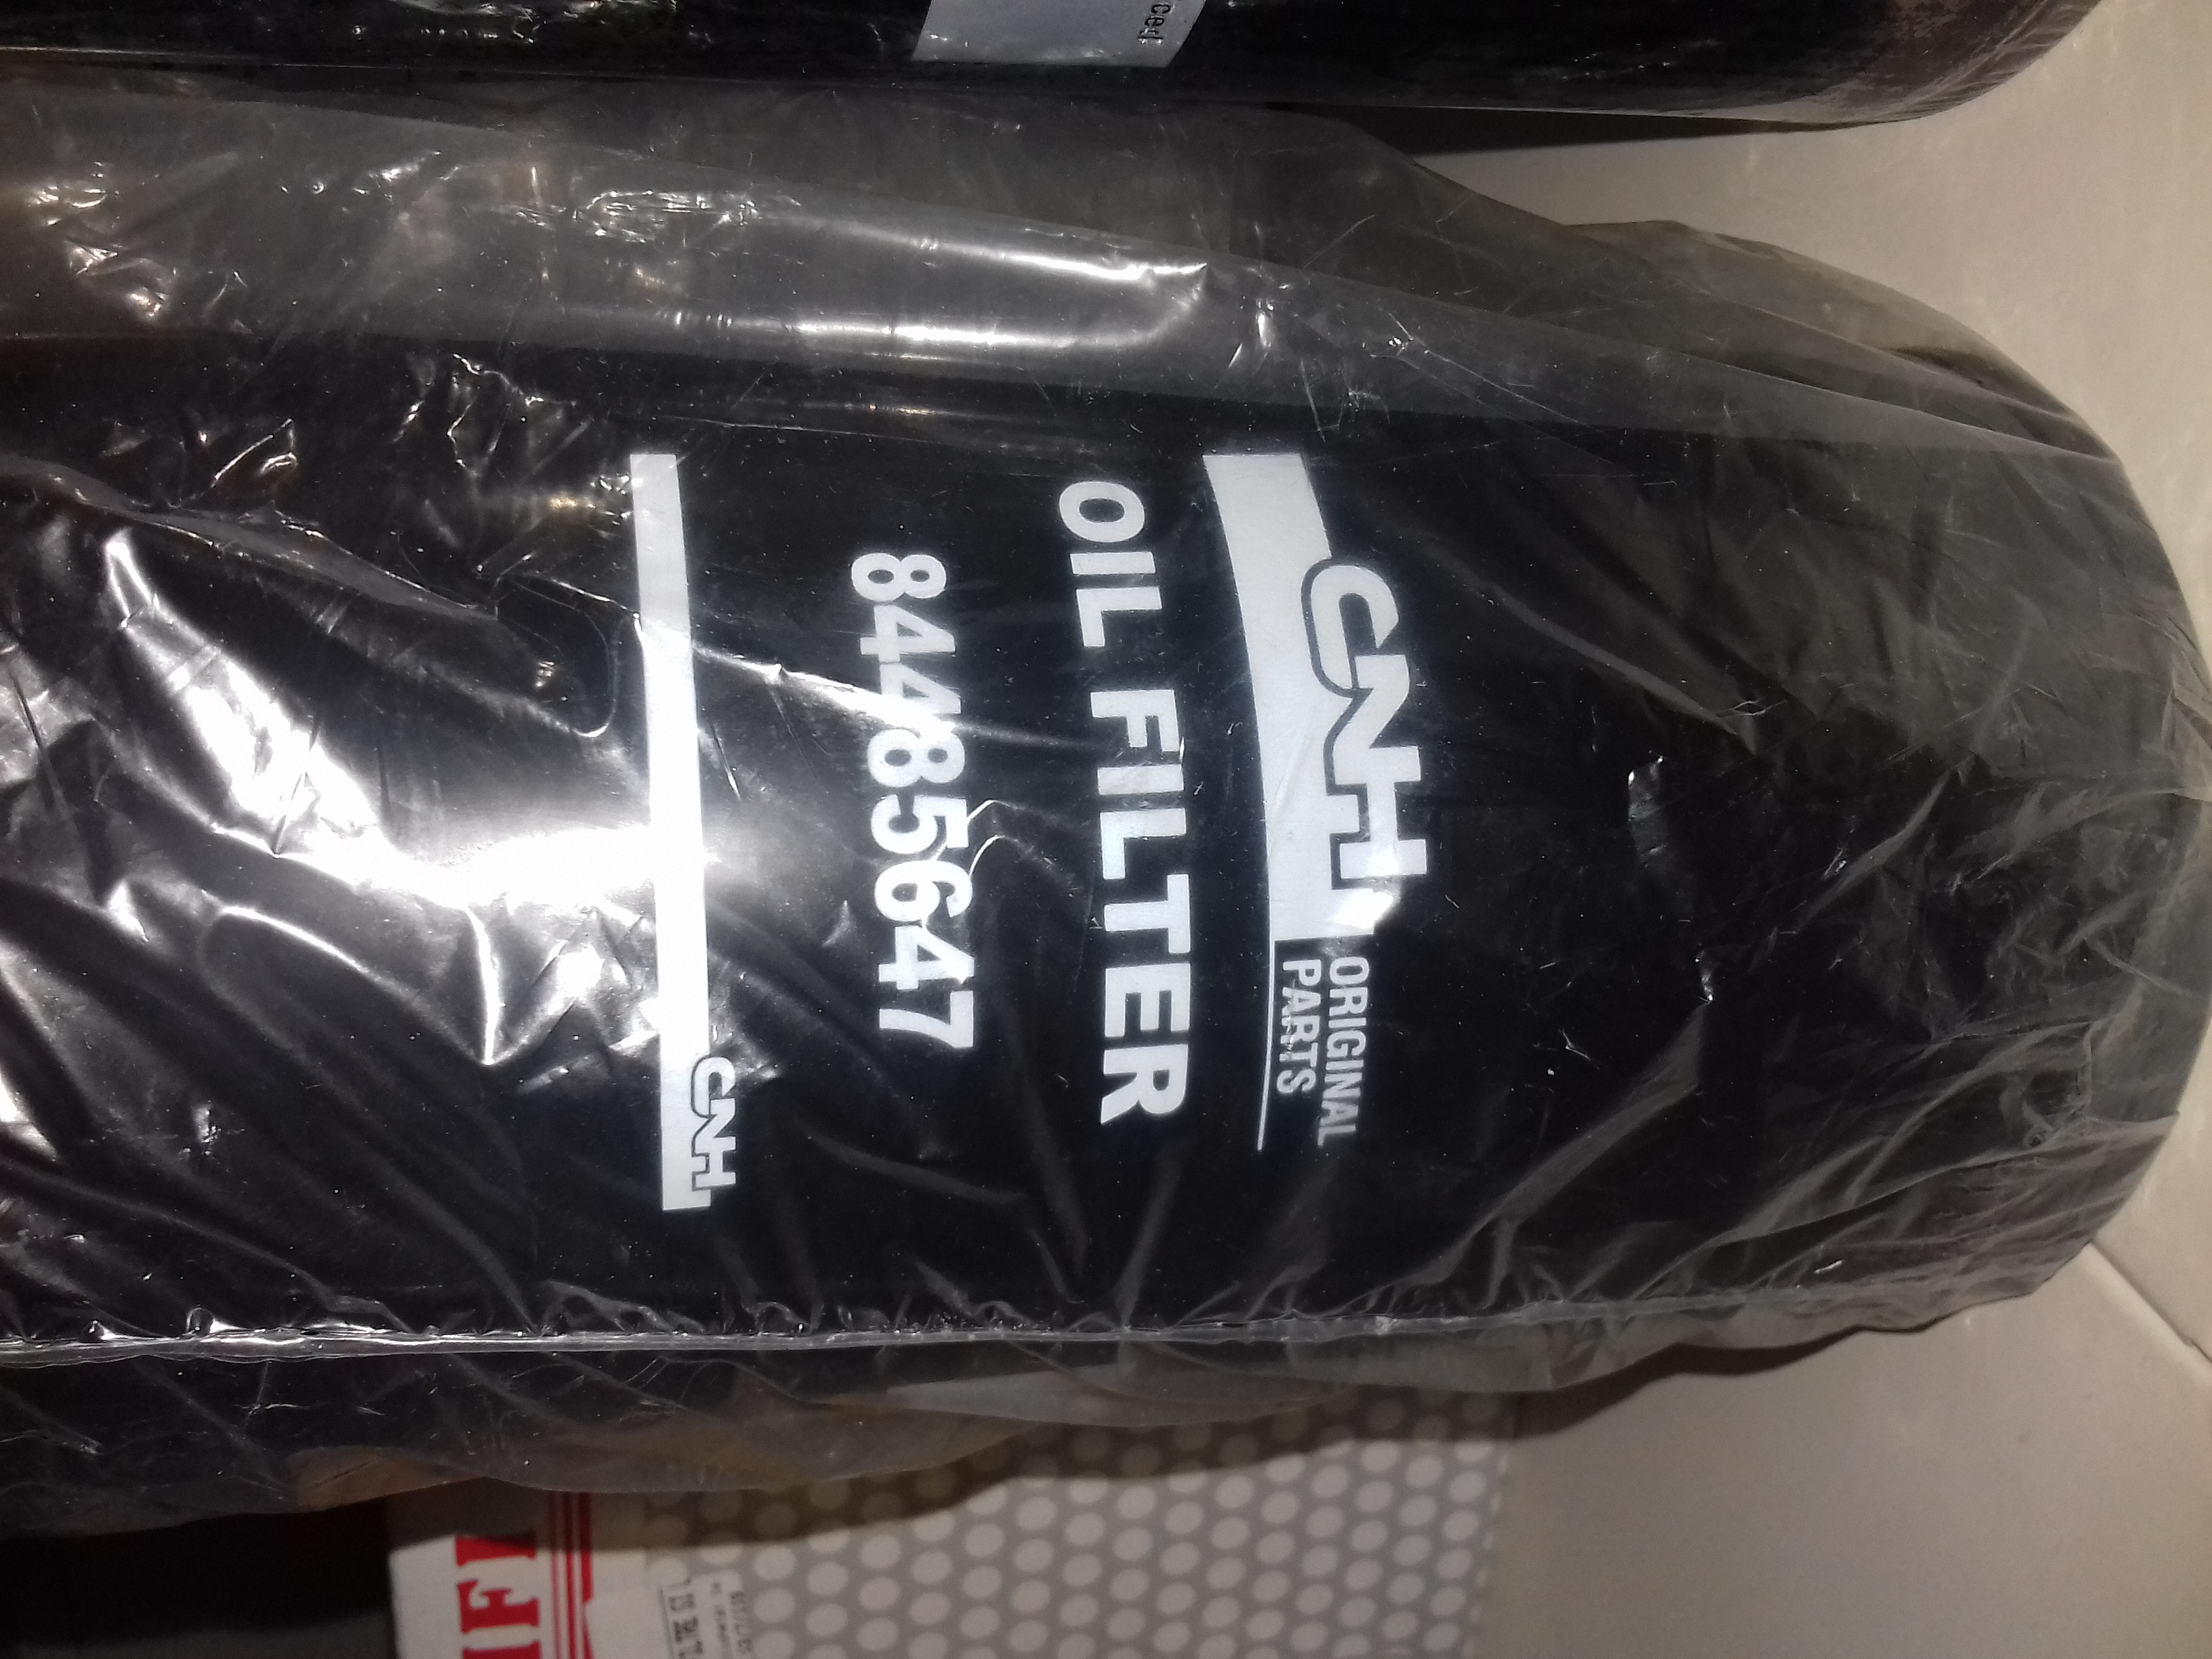 CNH
ORIGINAL
PARTS
OIL FILTER
84485647
CNH